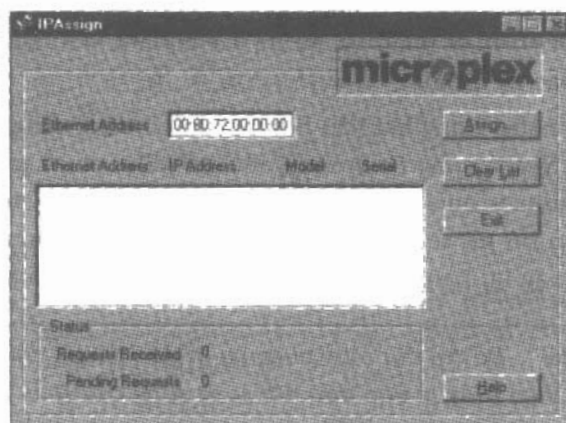 IPAssign
microplex
Ethernet Address 00-80-72-00-00-00 Assign...
Ethernet Address IP Address Model Serial Clear List
Exit
Status
Requests Received 0
Pending Requests 0
Help